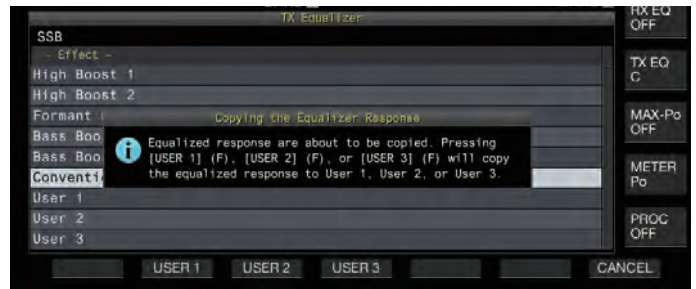 TX Equalizer
RX EQ
OFF
SSB
- Effect -
High Boost 1
High Boost 2
Formant
Bass Boo
Bass Boo
Conventi
User 1
User 2
User 3
Copying the Equalizer Response
Equalized response are about to be copied. Pressing
[USER 1] (F), [USER 2] (F), or [USER 3] (F) will copy
the equalized response to User 1, User 2, or User 3.
TX EQ
C
MAX-Po
OFF
METER
Po
PROC
OFF
USER 1 USER 2 USER 3 CANCEL